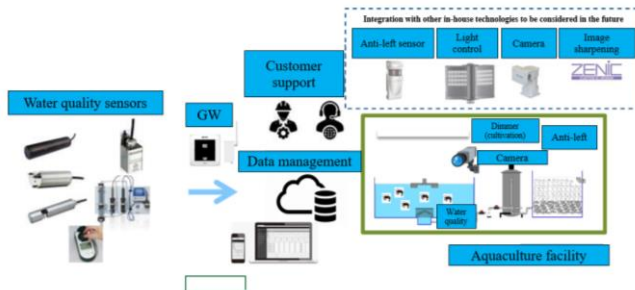 Integration with other in-house technologies to be considered in the future
Anti-left sensor
Light
control
Camera
Image
sharpening
ZENIC
Customer
support
Water quality sensors
GW
Data management
Dimmer
(cultivation)
Anti-left
Camera
Water
quality
Aquaculture facility